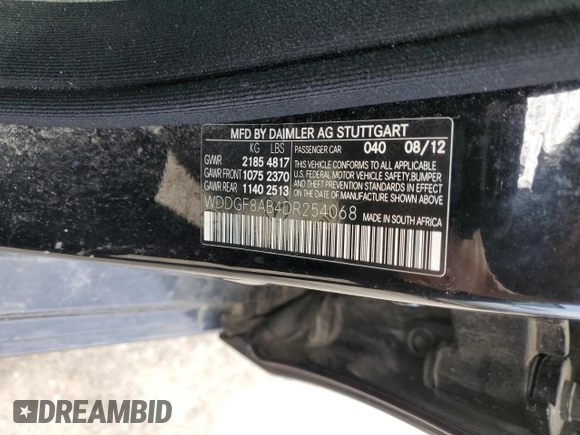 MFD BY DAIMLER AG STUTTGART
KG LBS PASSENGER CAR 040 08/12
GVWR 2185 4817 THIS VEHICLE CONFORMS TO ALL APPLICABLE
GAWR FRONT 1075 2370 U.S. FEDERAL MOTOR VEHICLE SAFETY, BUMPER,
GAWR REAR 1140 2513 AND THEFT PREVENTION STANDARDS IN EFFECT ON THE DATE OF MANUFACTURE SHOWN ABOVE.
WDDGF8AB4DR254068 MADE IN SOUTH AFRICA
DREAMBID